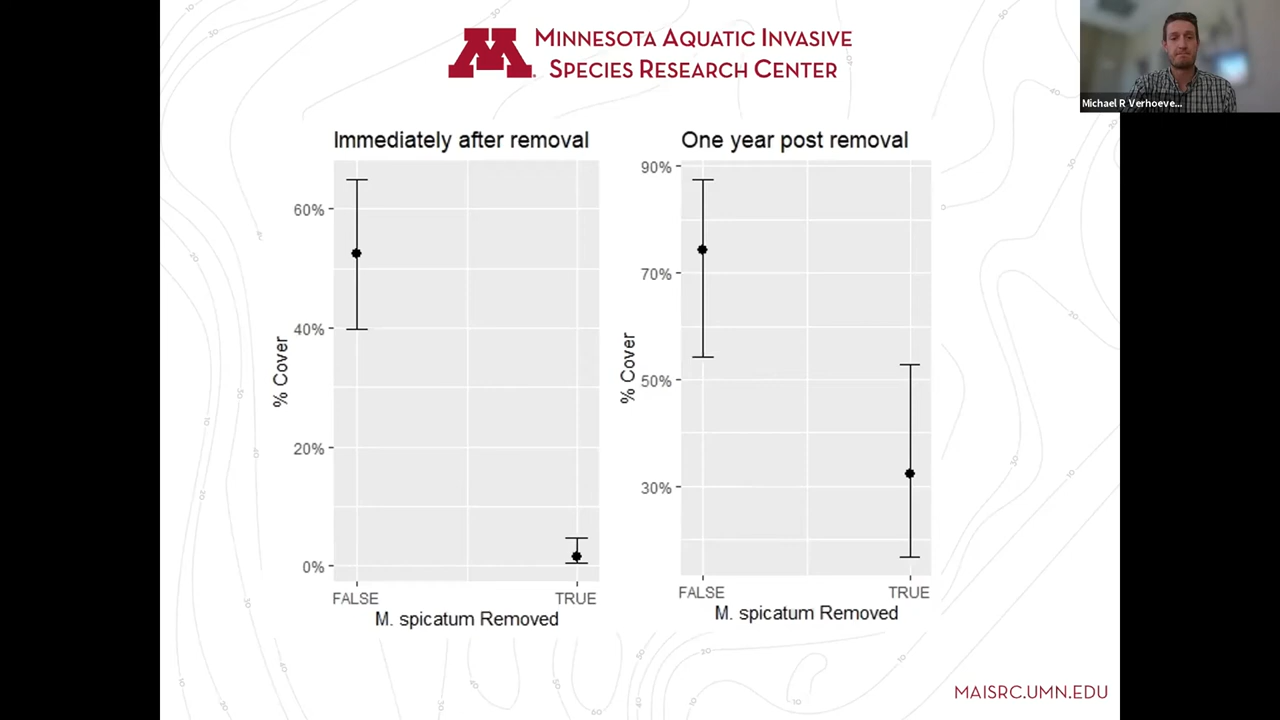 MINNESOTA AQUATIC INVASIVE
SPECIES RESEARCH CENTER
Michael R Verhoeve...
Immediately after removal
60%
40%
20%
0%
% Cover
FALSE
TRUE
M. spicatum Removed
One year post removal
90%
70%
50%
30%
% Cover
FALSE
TRUE
M. spicatum Removed
MAISRC.UMN.EDU